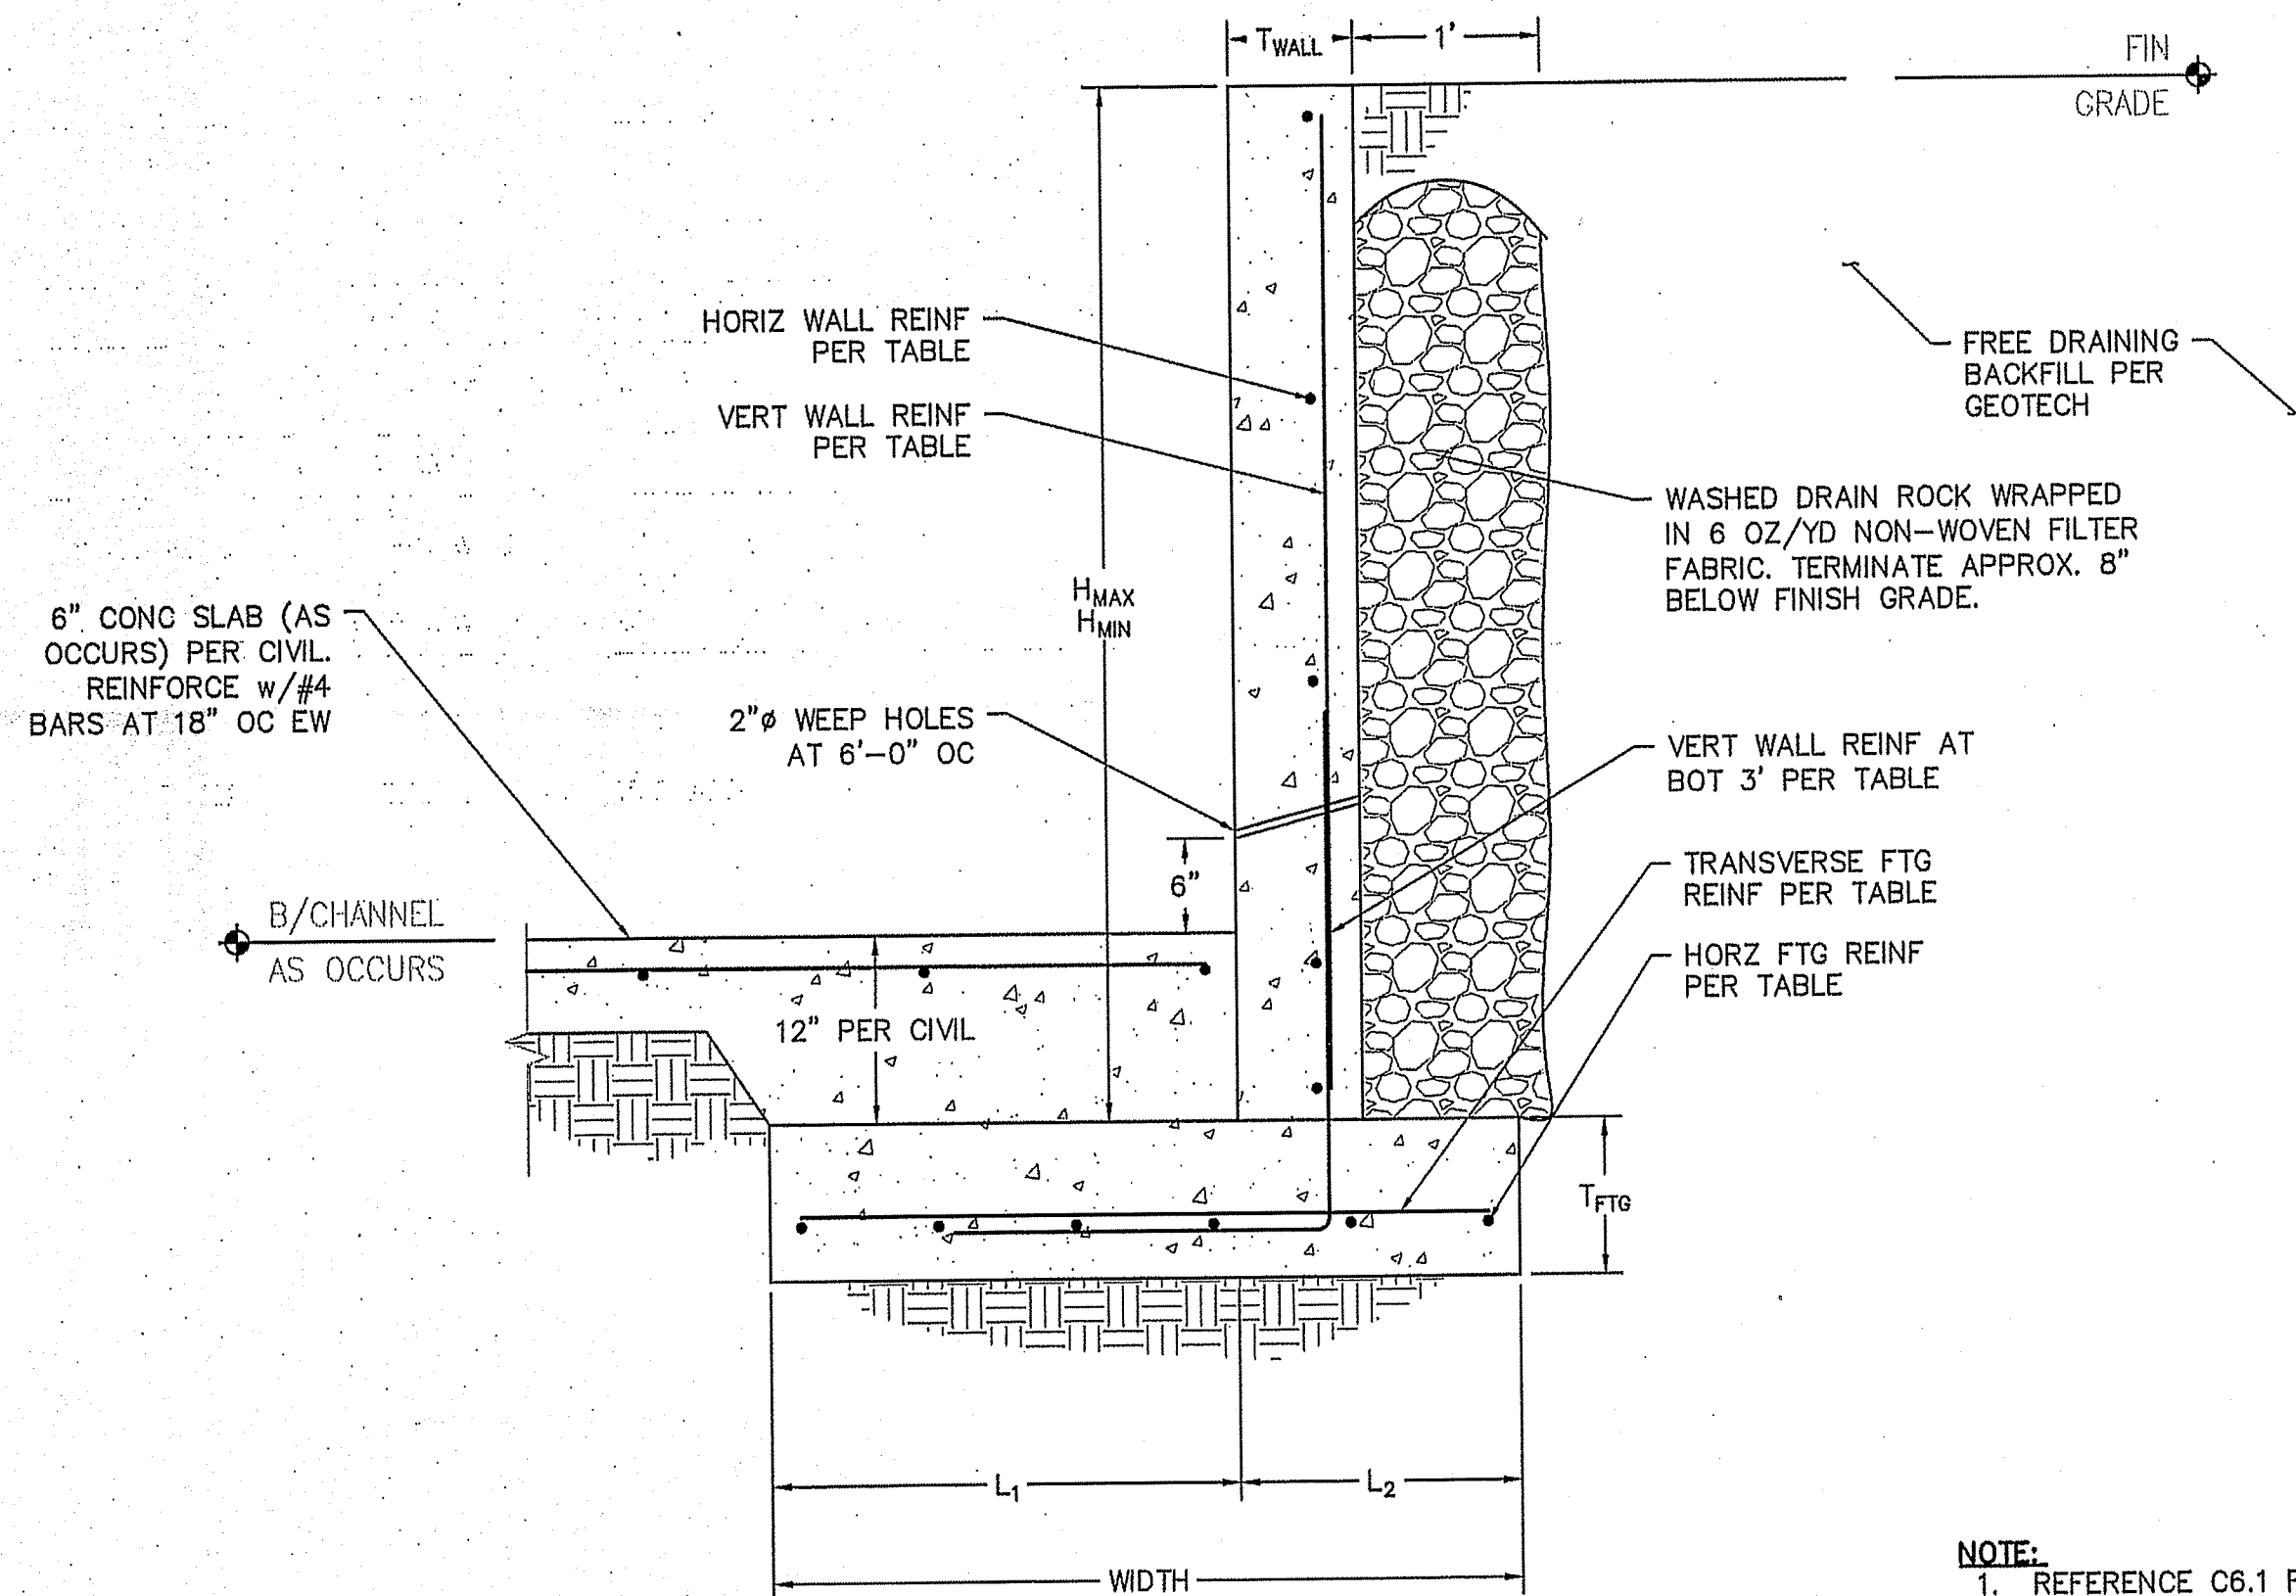 TWALL
1'
FIN
GRADE
HORIZ WALL REINF
PER TABLE
VERT WALL REINF
PER TABLE
FREE DRAINING
BACKFILL PER
GEOTECH
WASHED DRAIN ROCK WRAPPED
IN 6 OZ/YD NON-WOVEN FILTER
FABRIC. TERMINATE APPROX. 8"
BELOW FINISH GRADE.
HMAX
HMIN
6" CONC SLAB (AS
OCCURS) PER CIVIL.
REINFORCE w/#4
BARS AT 18" OC EW
2"ø WEEP HOLES
AT 6'-0" OC
VERT WALL REINF AT
BOT 3' PER TABLE
6"
TRANSVERSE FTG
REINF PER TABLE
B/CHANNEL
AS OCCURS
HORZ FTG REINF
PER TABLE
12" PER CIVIL
TFTG
L1
L2
WIDTH
NOTE:
1. REFERENCE C6.1